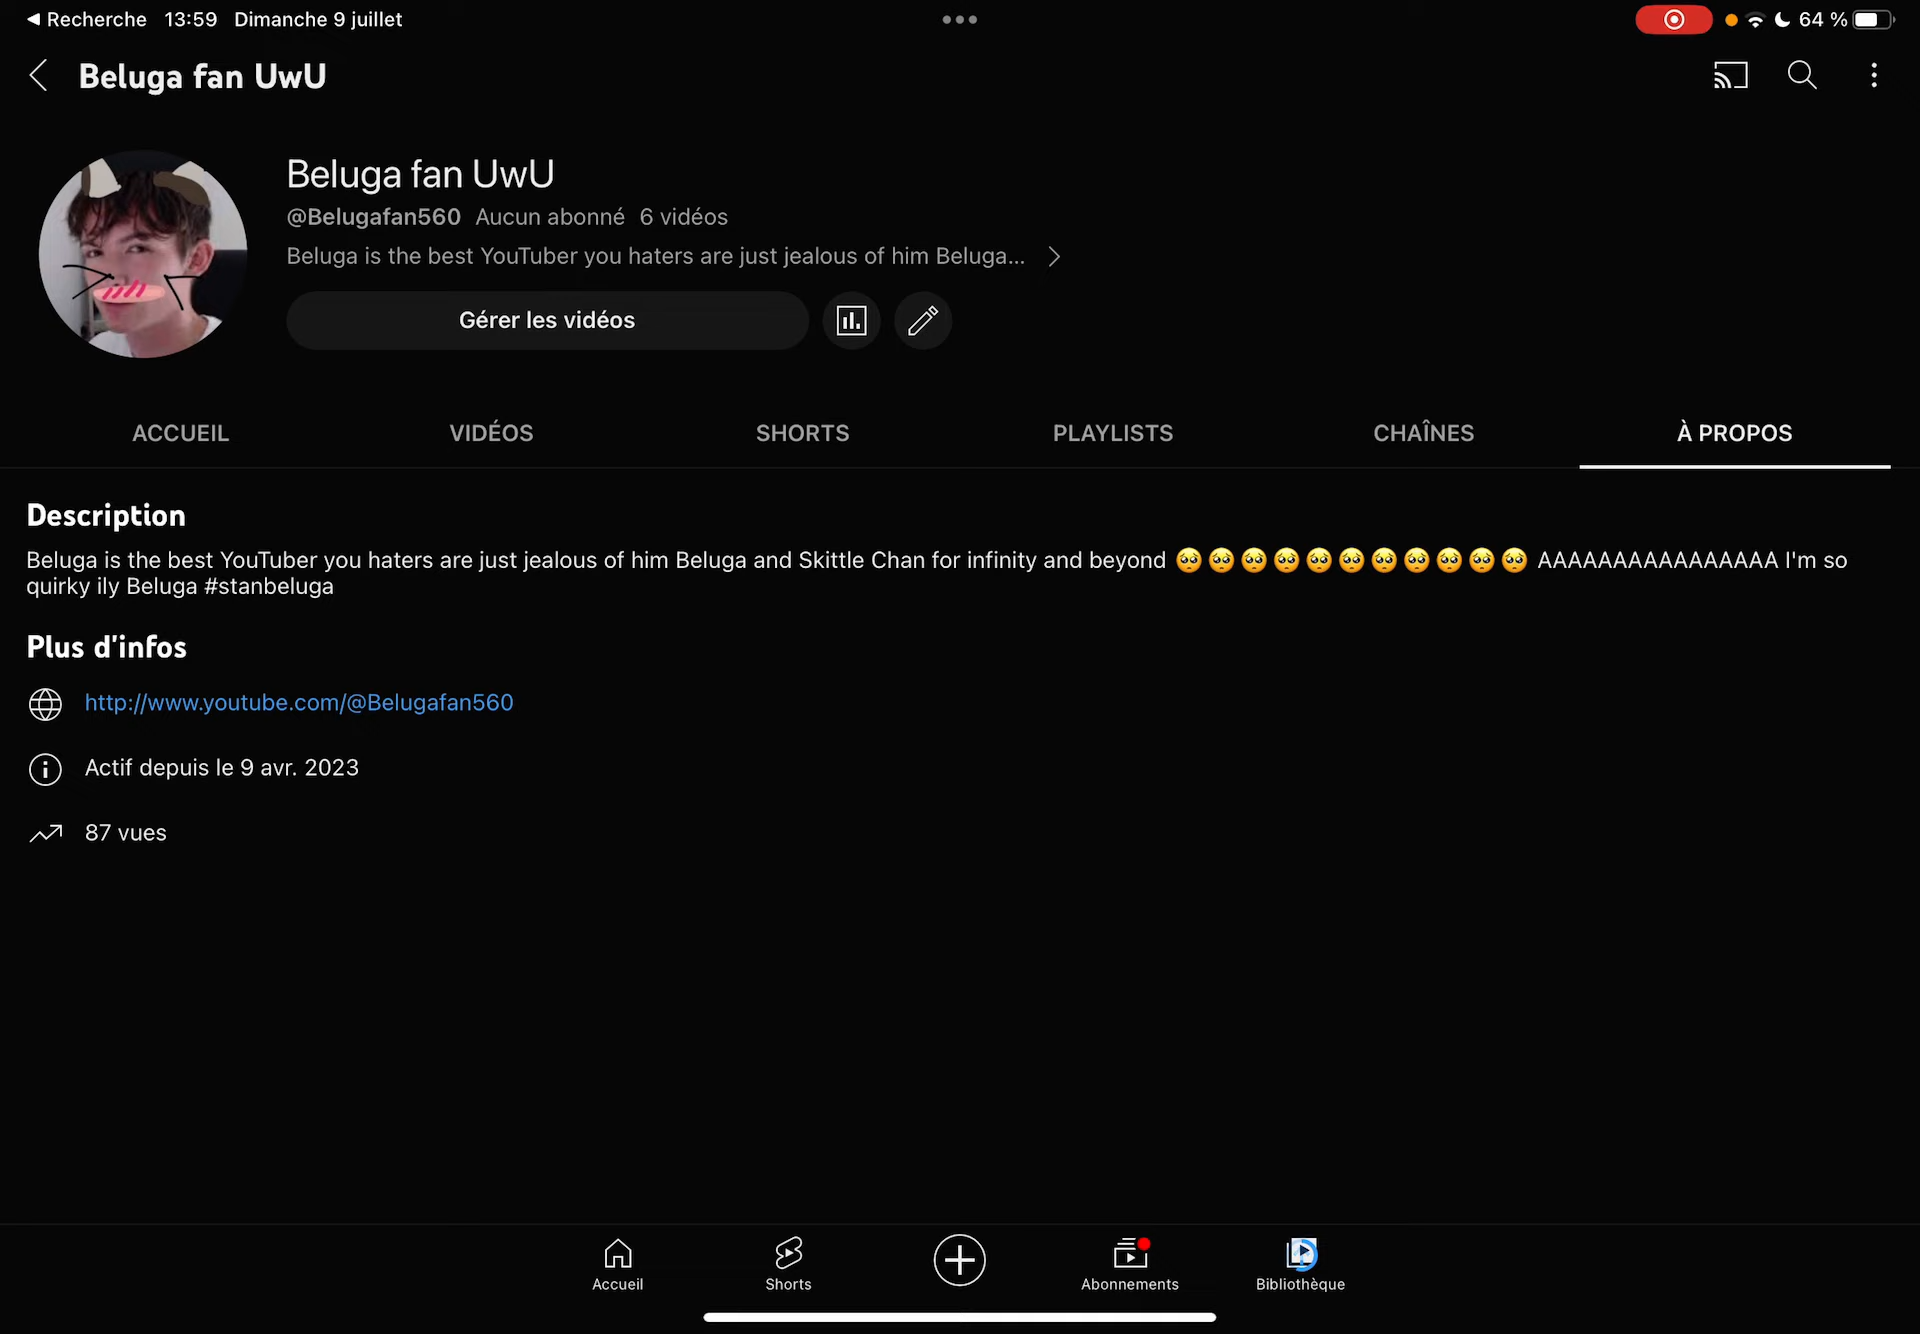 ◀ Recherche 13:59 Dimanche 9 juillet
64 %
Beluga fan UwU
Beluga fan UwU
@Belugafan560 Aucun abonné 6 vidéos
Beluga is the best YouTuber you haters are just jealous of him Beluga...
Gérer les vidéos
ACCUEIL VIDÉOS SHORTS PLAYLISTS CHAÎNES À PROPOS
Description
Beluga is the best YouTuber you haters are just jealous of him Beluga and Skittle Chan for infinity and beyond 🥺🥺🥺🥺🥺🥺🥺🥺🥺🥺🥺 AAAAAAAAAAAAAAAA I'm so
quirky ily Beluga #stanbeluga
Plus d'infos
http://www.youtube.com/@Belugafan560
Actif depuis le 9 avr. 2023
87 vues
Accueil Shorts Abonnements Bibliothèque